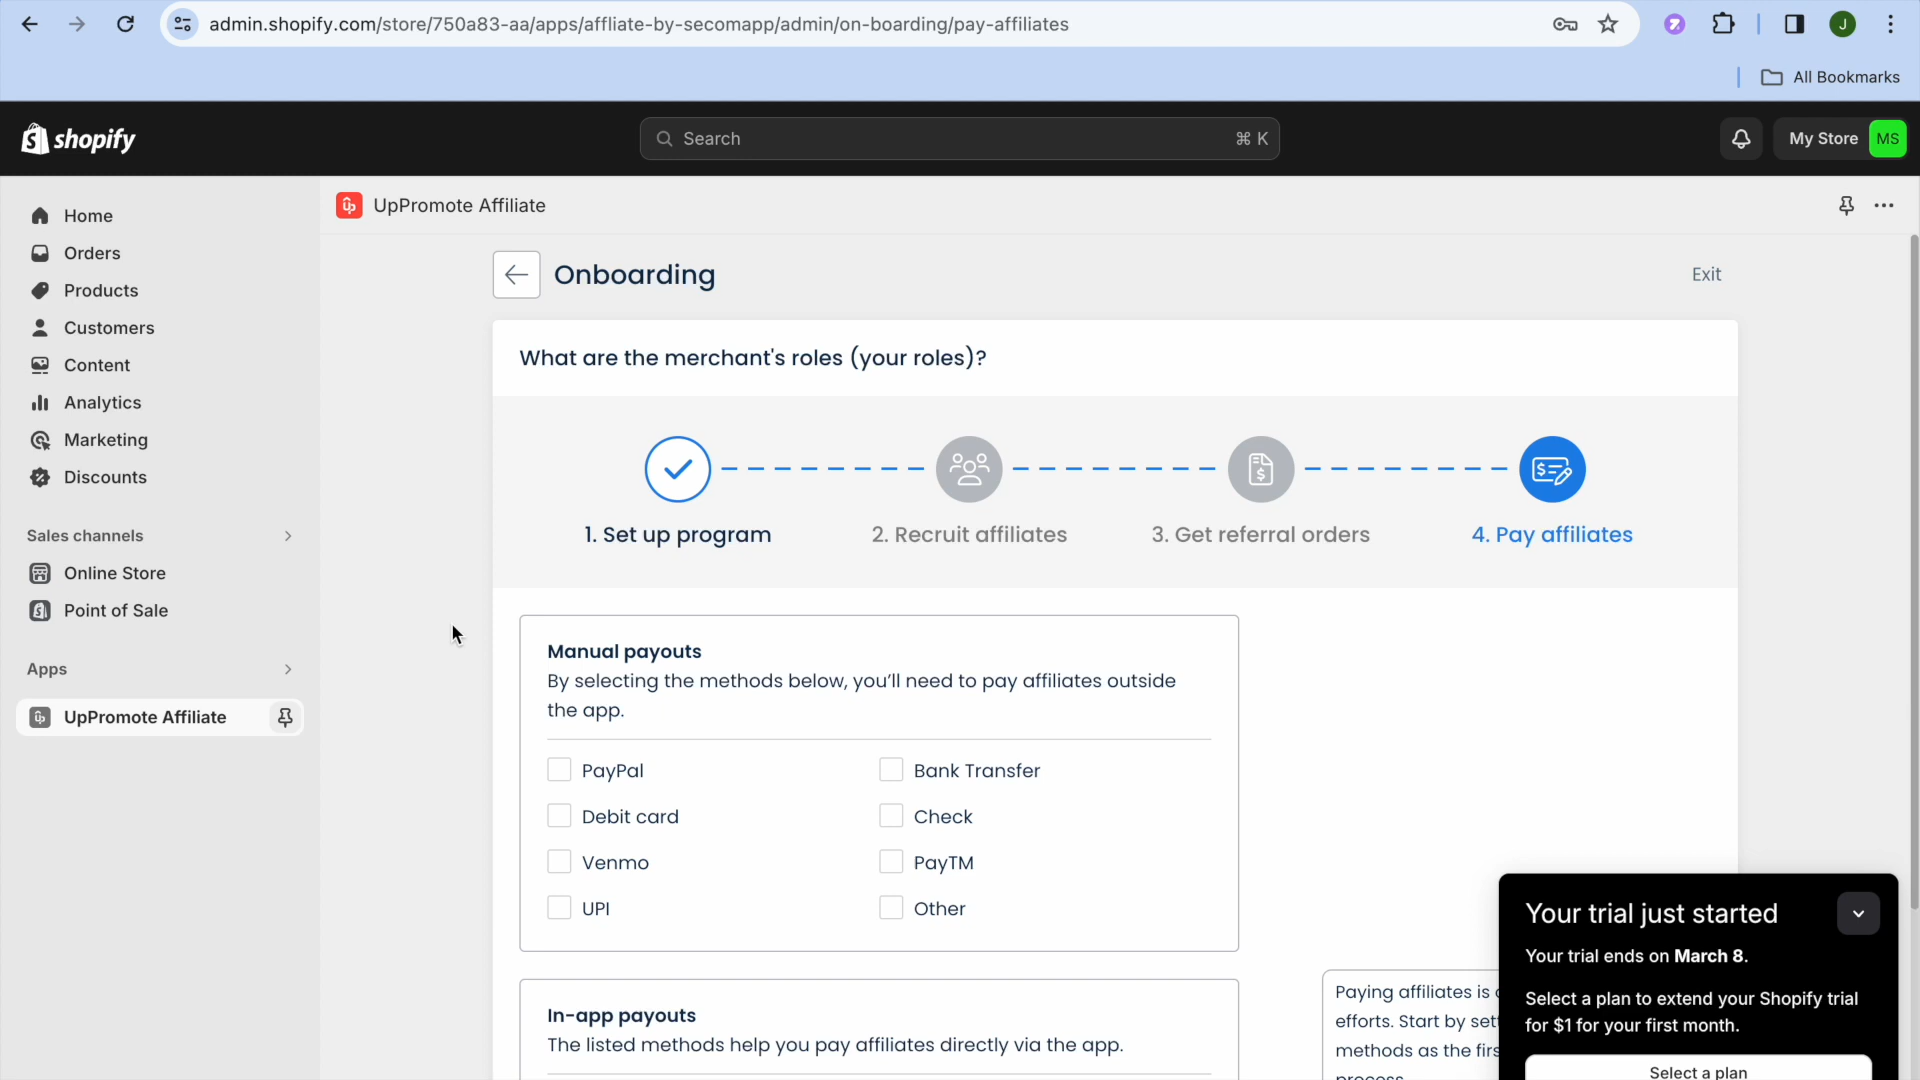 admin.shopify.com/store/750a83-aa/apps/affliate-by-secomapp/admin/on-boarding/pay-affiliates
J
All Bookmarks
shopify
Search
⌘ K
My Store
MS
Home
Orders
Products
Customers
Content
Analytics
Marketing
Discounts
Sales channels
Online Store
Point of Sale
Apps
UpPromote Affiliate
UpPromote Affiliate
Onboarding
Exit
What are the merchant's roles (your roles)?
1. Set up program
2. Recruit affiliates
3. Get referral orders
4. Pay affiliates
Manual payouts
By selecting the methods below, you'll need to pay affiliates outside
the app.
PayPal
Bank Transfer
Debit card
Check
Venmo
PayTM
UPI
Other
In-app payouts
The listed methods help you pay affiliates directly via the app.
Paying affiliates is
efforts. Start by set
methods as the firs
process
Your trial just started
Your trial ends on March 8.
Select a plan to extend your Shopify trial
for $1 for your first month.
Select a plan